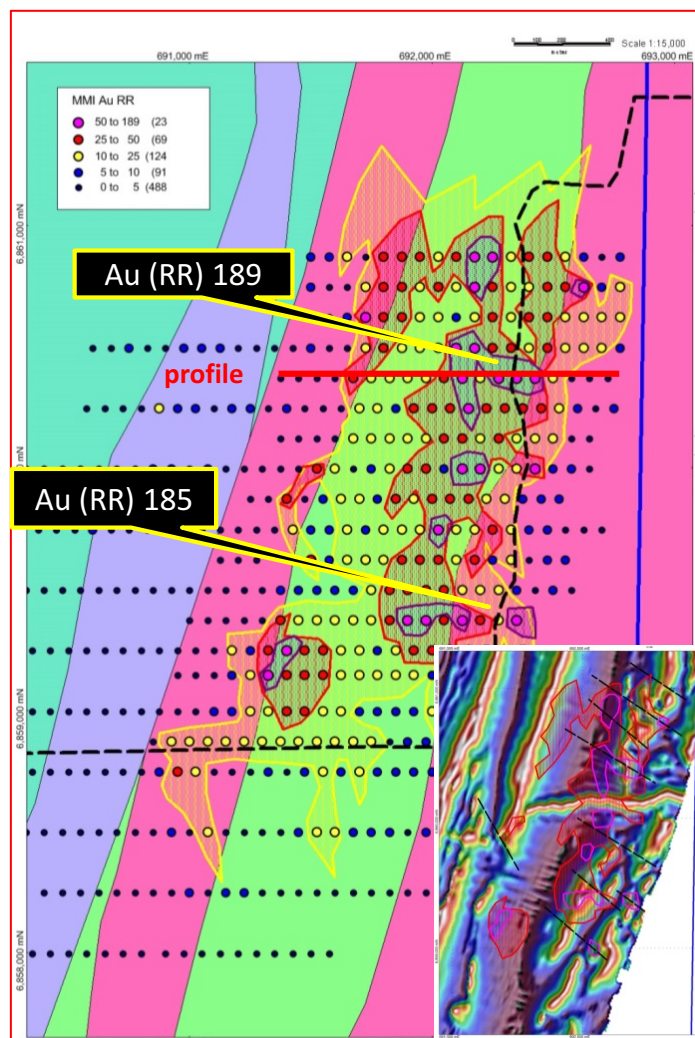 691,000 mE 692,000 mE 693,000 mE
Scale 1:15,000
MMI Au RR
50 to 189 (23
25 to 50 (69
10 to 25 (124
5 to 10 (91
0 to 5 (488
6,861,000 mN
Au (RR) 189
profile
Au (RR) 185
6,859,000 mN
6,858,000 mN